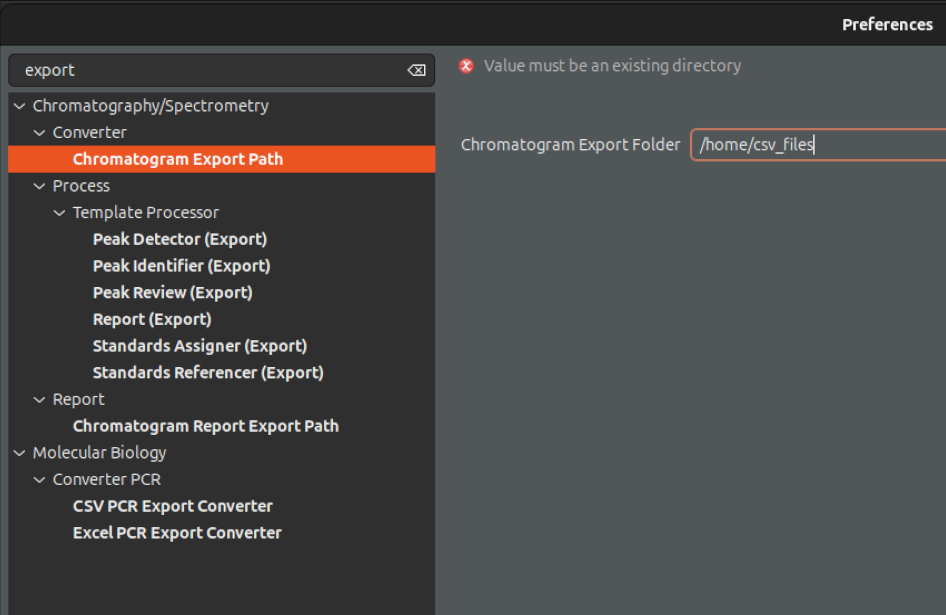 Preferences
export
Chromatography/Spectrometry
Converter
Chromatogram Export Path
Process
Template Processor
Peak Detector (Export)
Peak Identifier (Export)
Peak Review (Export)
Report (Export)
Standards Assigner (Export)
Standards Referencer (Export)
Report
Chromatogram Report Export Path
Molecular Biology
Converter PCR
CSV PCR Export Converter
Excel PCR Export Converter
Value must be an existing directory
Chromatogram Export Folder /home/csv_files